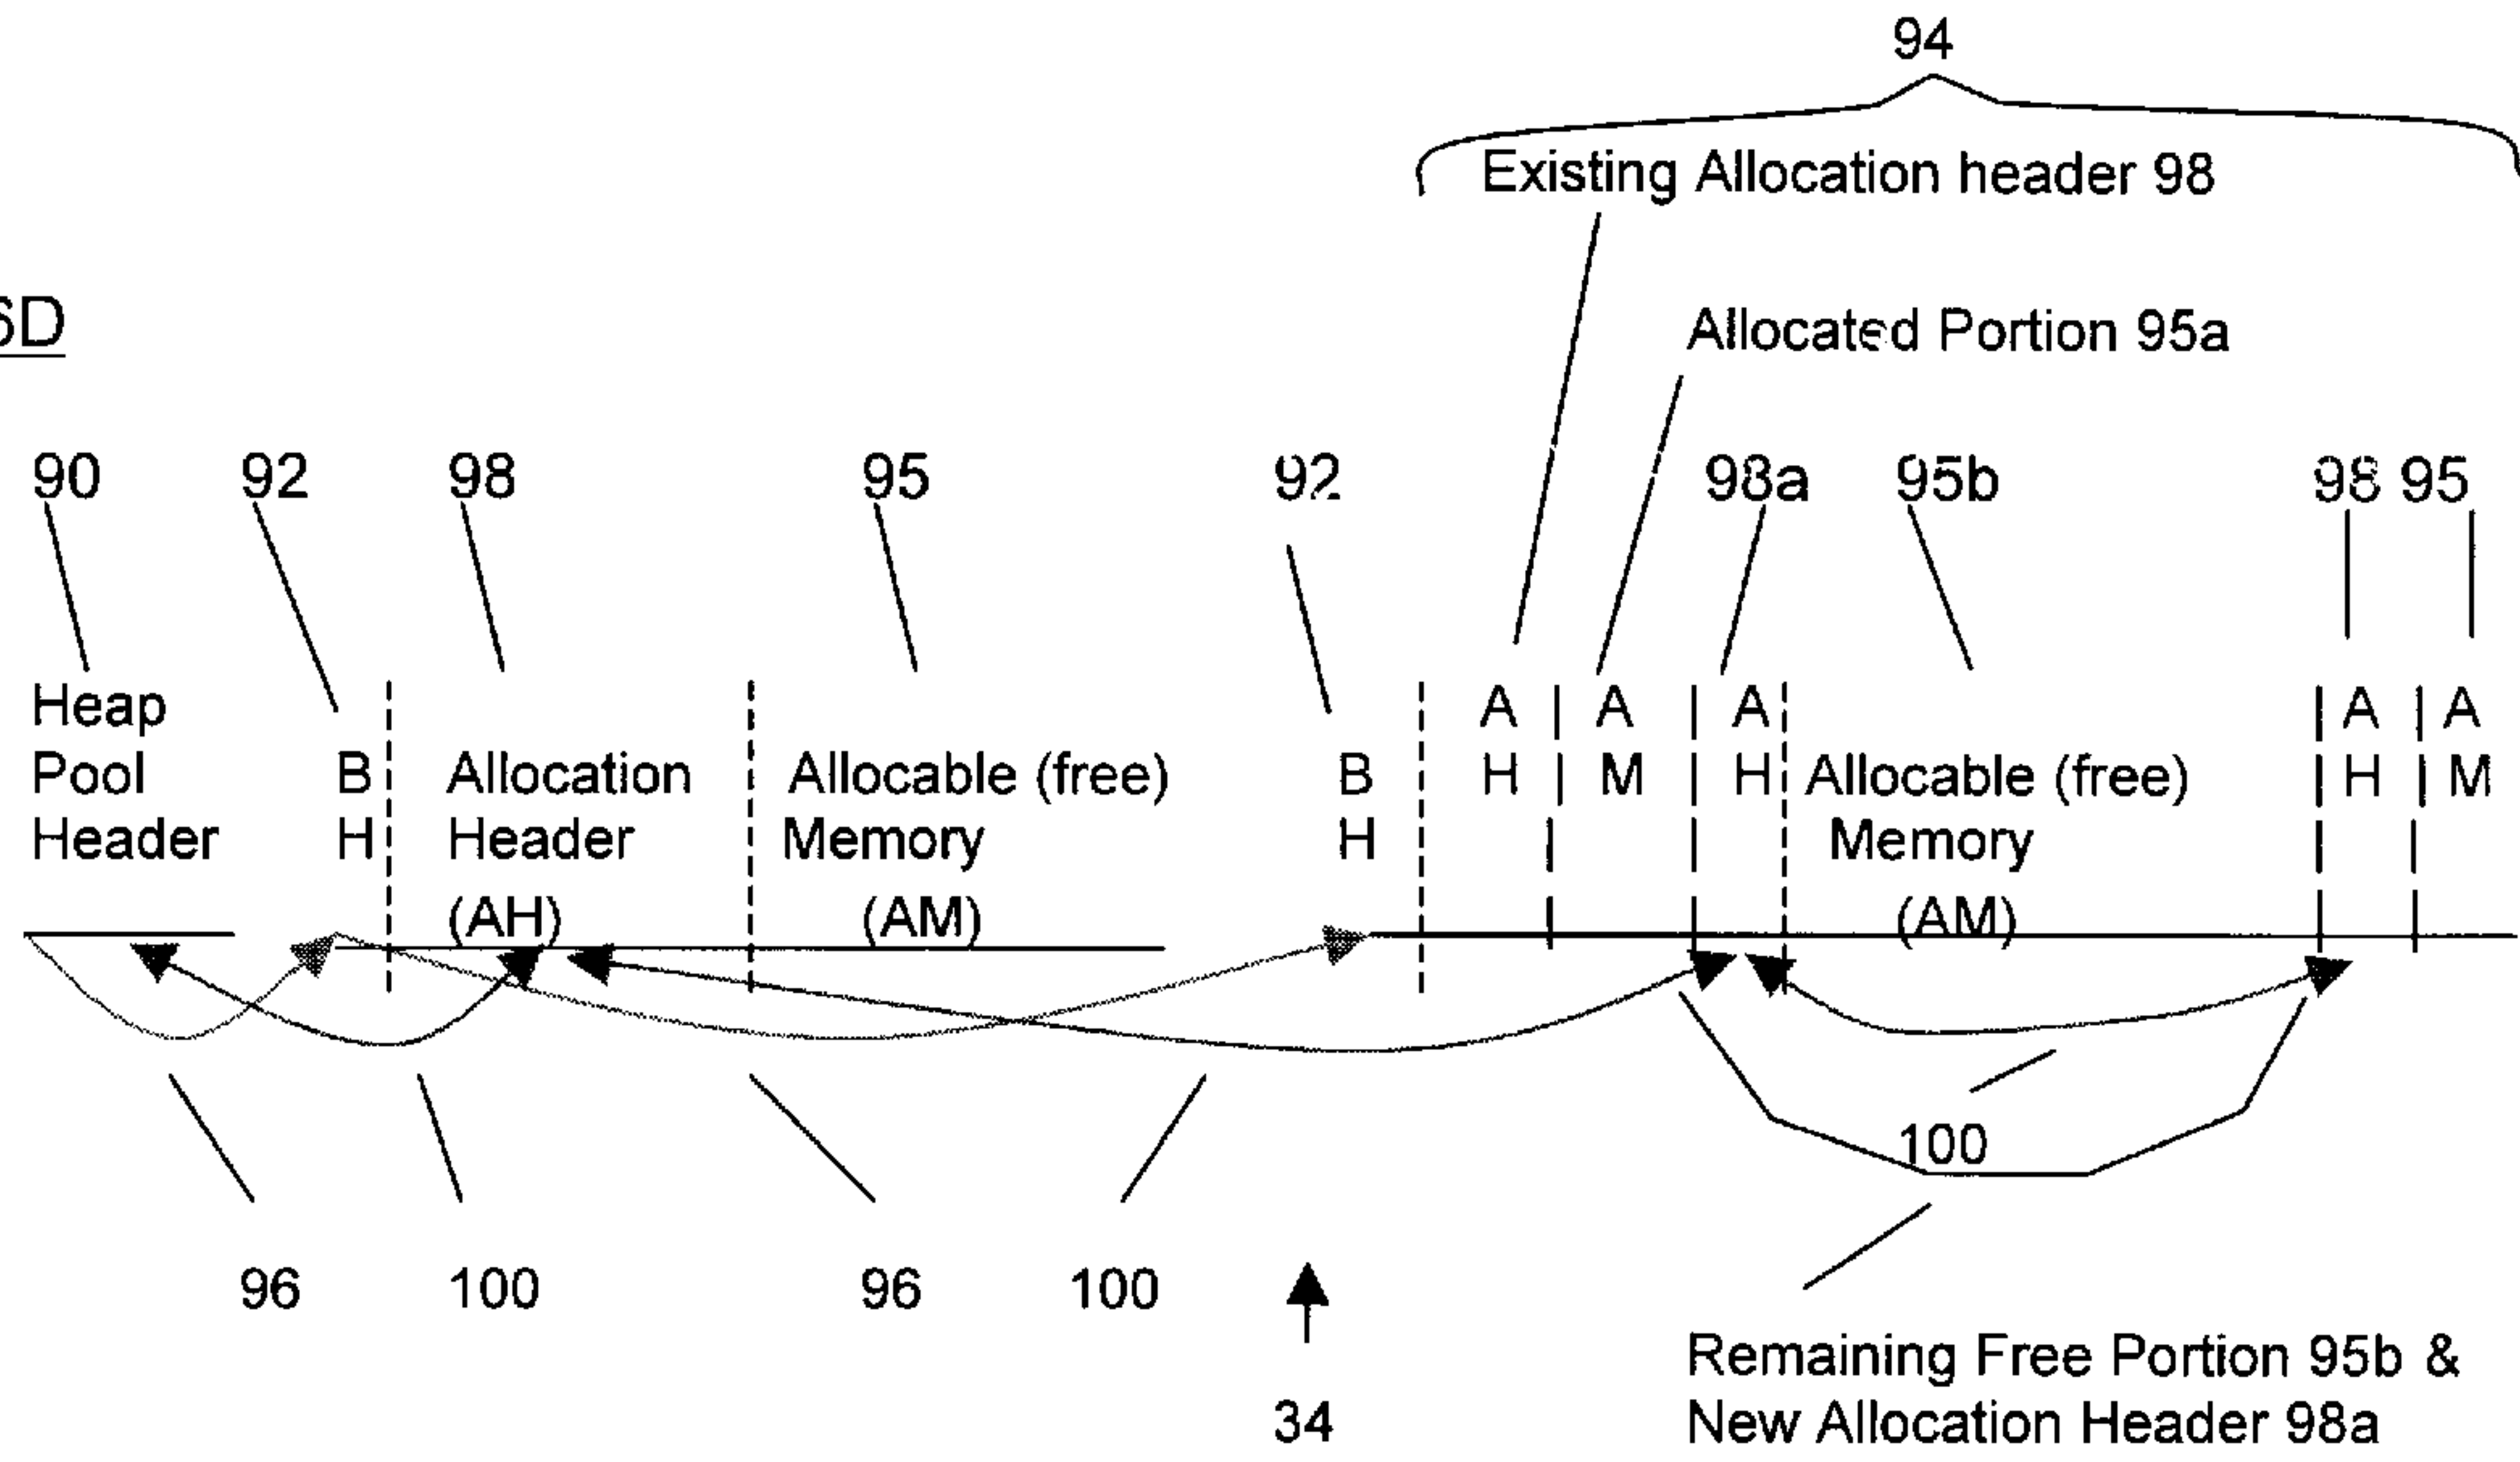 94
Existing Allocation header 98
SD
Allocated Portion 95a
90 92 98 95 92 98a 95b 98 95
Heap A A A A A
Pool B Allocation Allocable (free) B H M H Allocable (free) H M
Header H Header Memory H Memory
(AH) (AM) (AM)
100
96 100 96 100
Remaining Free Portion 95b &
34 New Allocation Header 98a